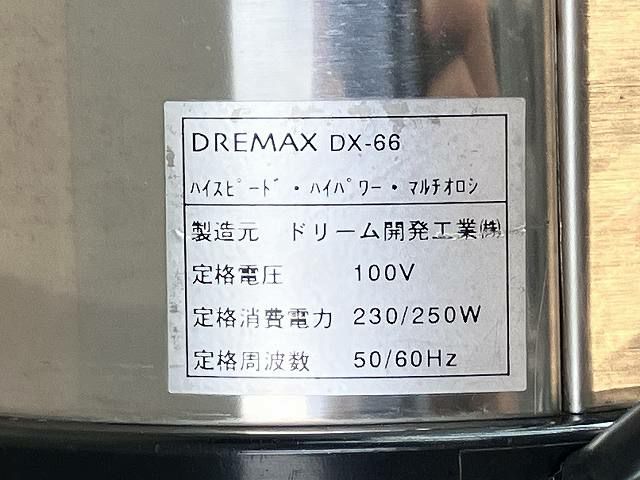 DREMAX DX-66
ﾊｲｽﾋﾟｰﾄﾞ・ﾊｲﾊﾟﾜｰ・ﾏﾙﾁｵﾛｼ
製造元　ドリーム開発工業㈱
定格電圧　100V
定格消費電力　230/250W
定格周波数　50/60Hz